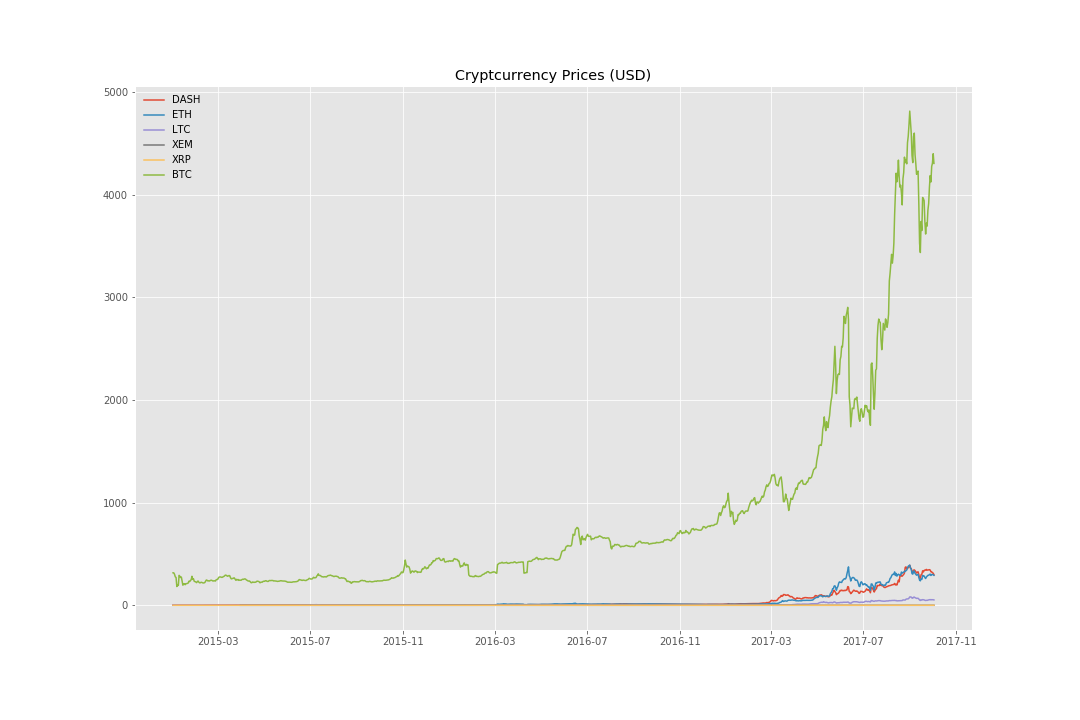 Cryptcurrency Prices (USD)
5000
4000
3000
2000
1000
0
DASH
ETH
LTC
XEM
XRP
BTC
2015-03 2015-07 2015-11 2016-03 2016-07 2016-11 2017-03 2017-07 2017-11